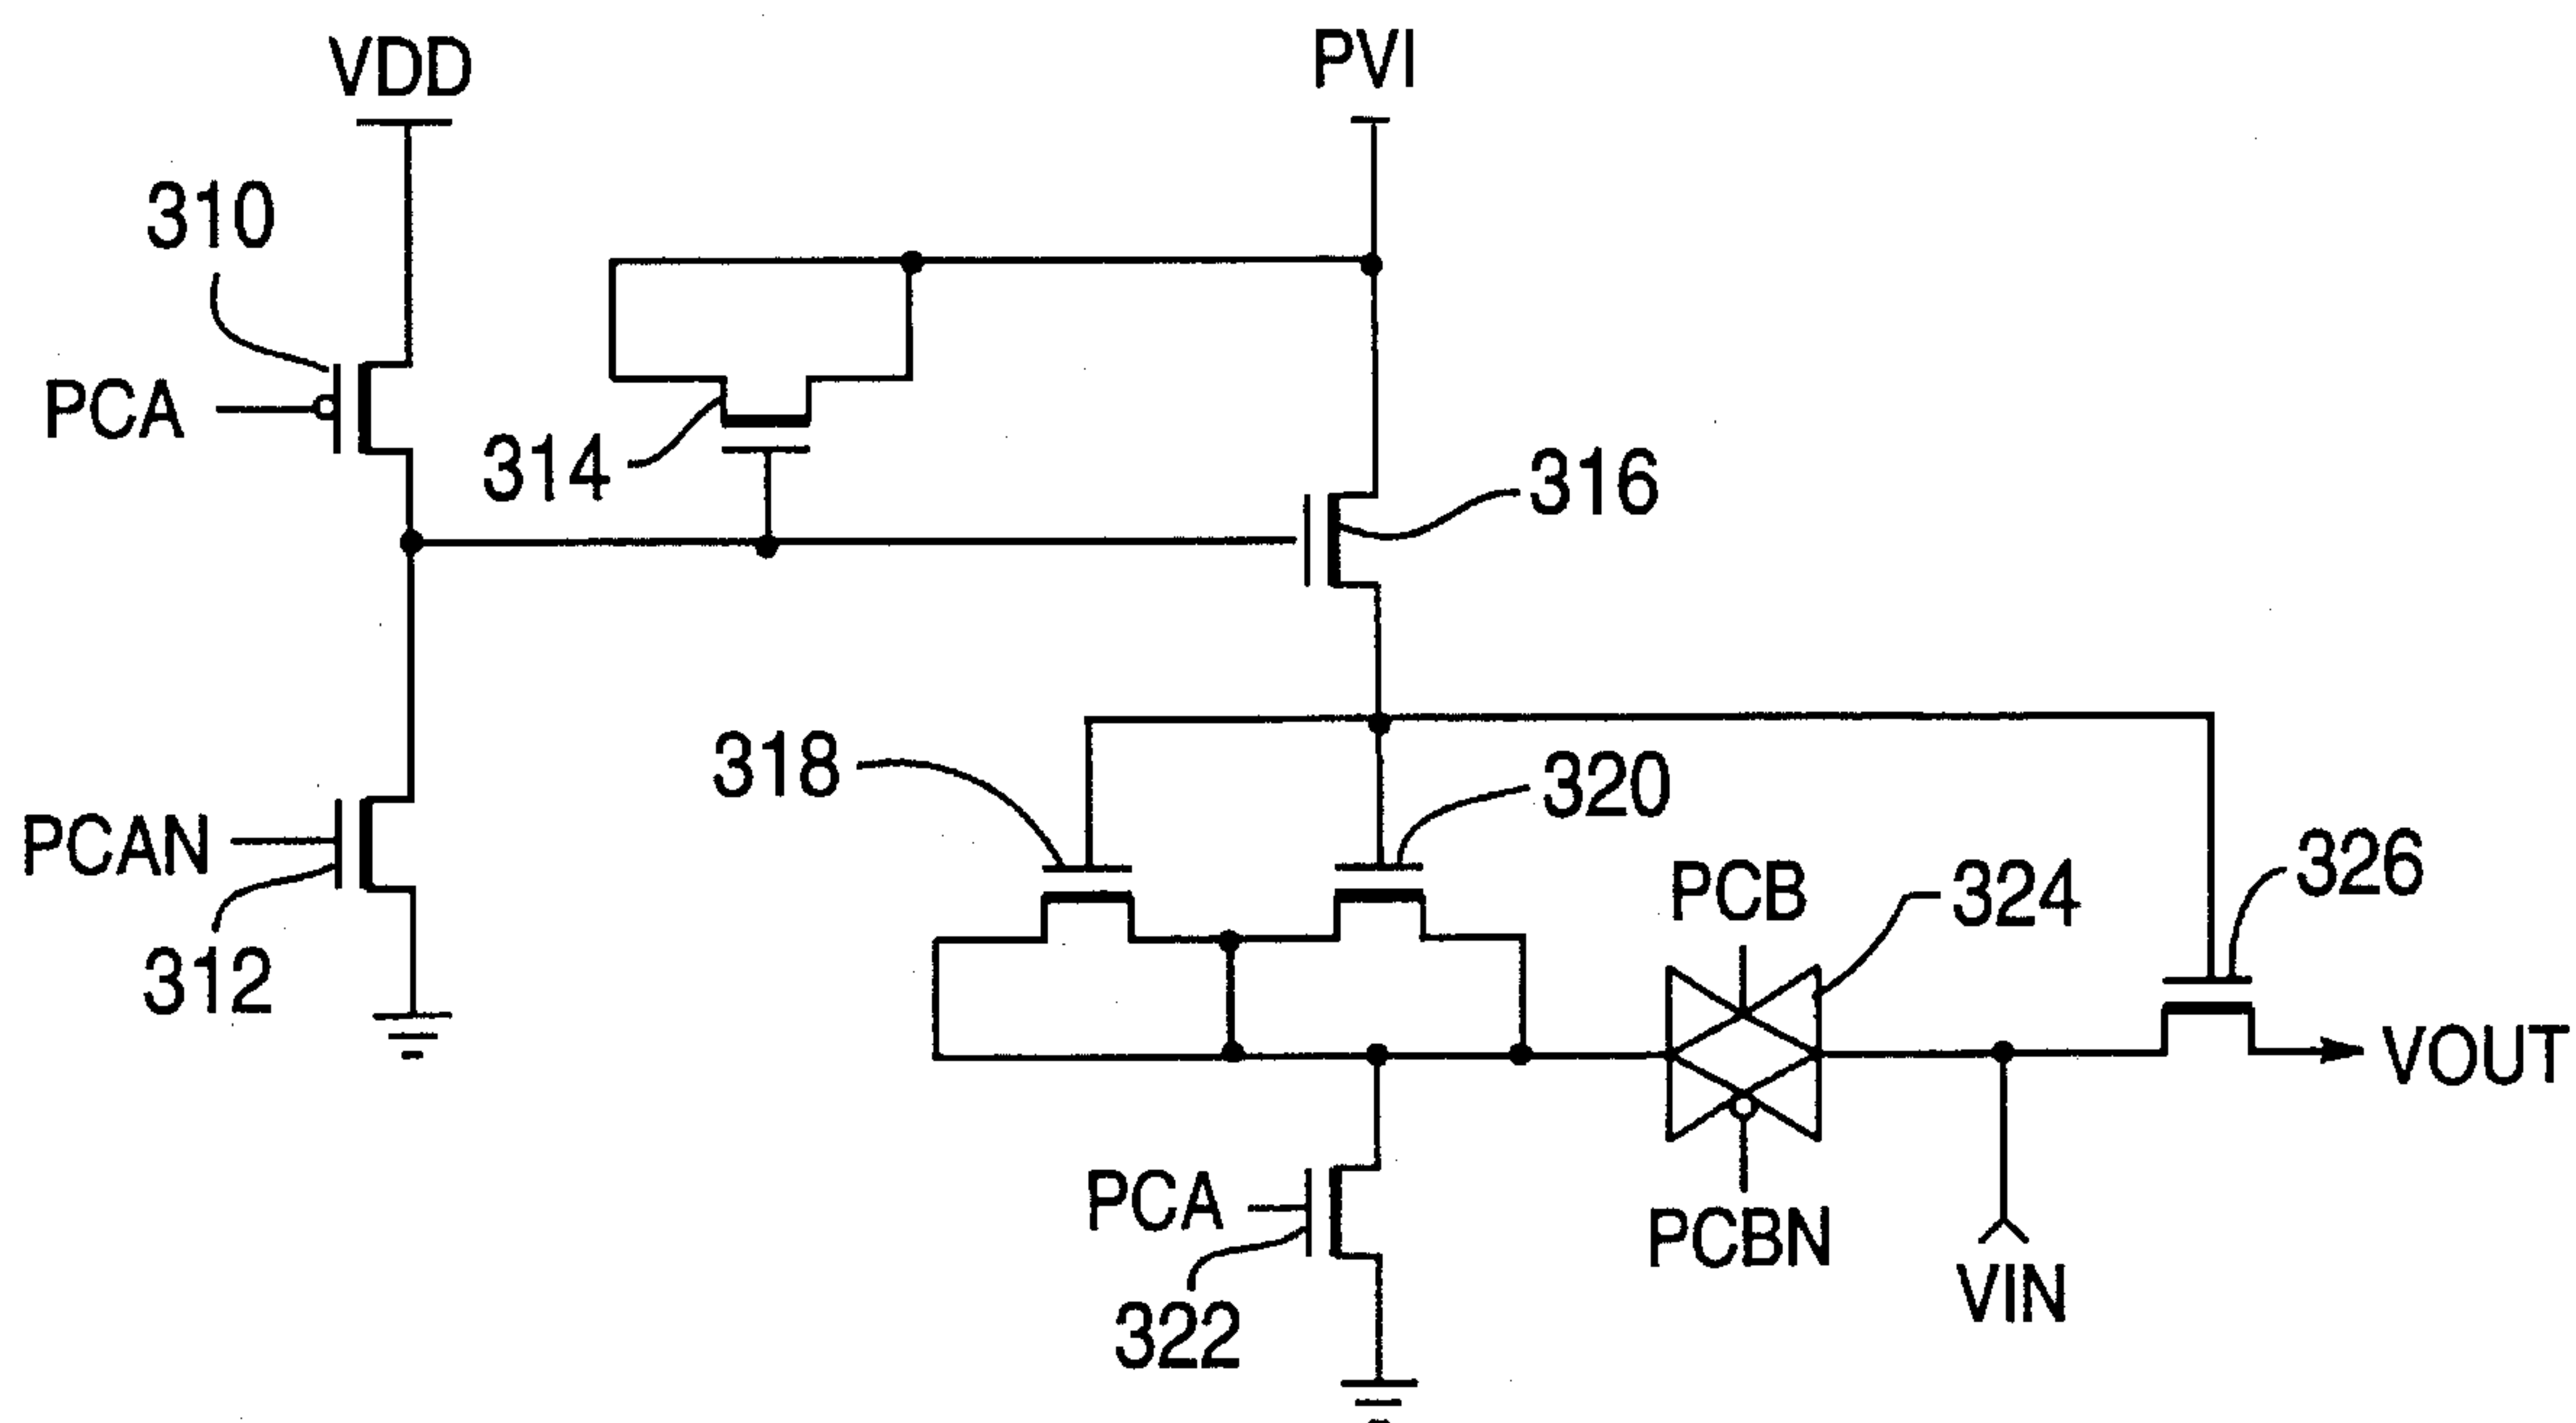 VDD
PVI
310
PCA
314
316
318
320
PCAN
312
PCB
324
326
VOUT
PCA
322
PCBN
VIN